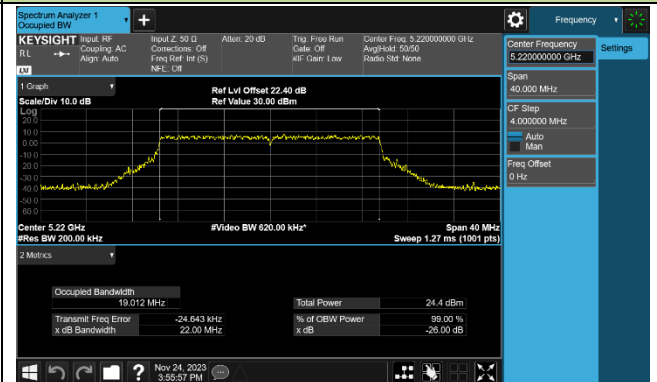 Spectrum Analyzer 1
Occupied BW
Frequency
KEYSIGHT
Input: RF
Coupling: AC
Align: Auto
Input Z: 50 Ω
Corrections: Off
Freq Ref: Int (S)
NFE: Off
Atten: 20 dB
Trig: Free Run
Gate: Off
#IF Gain: Low
Center Freq: 5.220000000 GHz
Avg|Hold: 50/50
Radio Std: None
RL
LXI
Center Frequency
5.220000000 GHz
Settings
Span
40.000 MHz
CF Step
4.000000 MHz
Auto
Man
Freq Offset
0 Hz
1 Graph
Scale/Div 10.0 dB
Ref Lvl Offset 22.40 dB
Ref Value 30.00 dBm
Log
20.0
10.0
0.00
-10.0
-20.0
-30.0
-40.0
-50.0
-60.0
Center 5.22 GHz
#Res BW 200.00 kHz
#Video BW 620.00 kHz*
Span 40 MHz
Sweep 1.27 ms (1001 pts)
2 Metrics
Occupied Bandwidth
19.012 MHz
Total Power 24.4 dBm
Transmit Freq Error -24.643 kHz
% of OBW Power 99.00 %
x dB Bandwidth 22.00 MHz
x dB -26.00 dB
Nov 24, 2023
3:55:57 PM